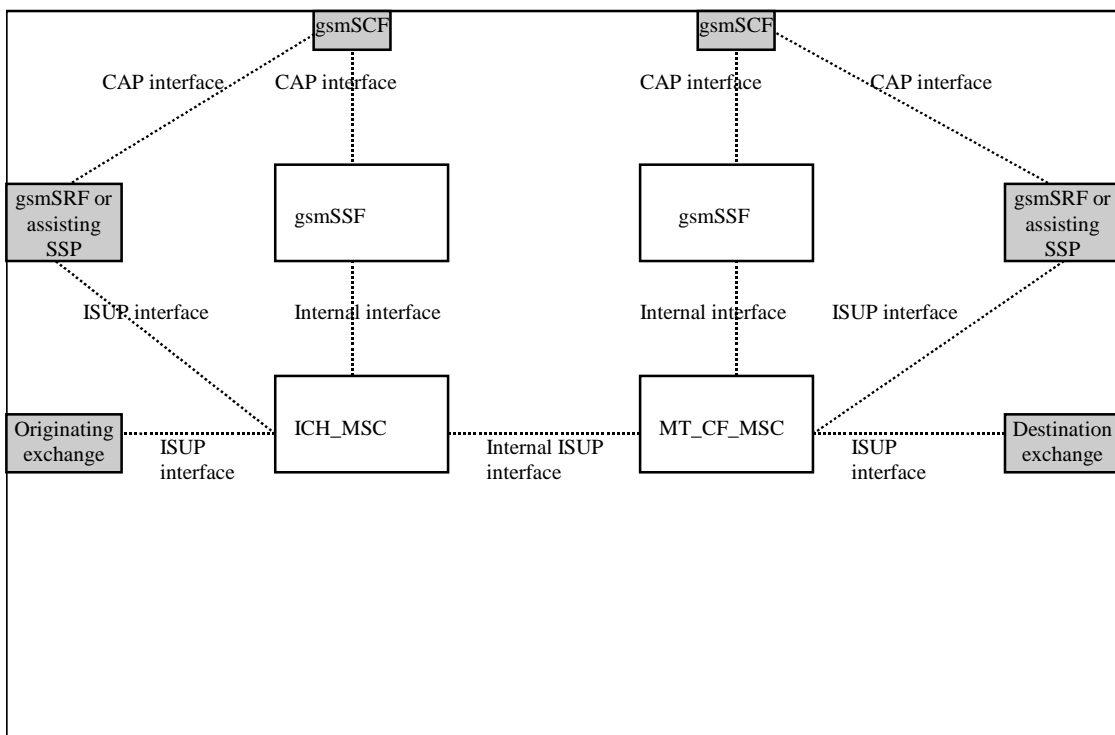 gsmSCF
gsmSCF
CAP interface
CAP interface
CAP interface
CAP interface
gsmSRF or
assisting
SSP
gsmSSF
gsmSSF
gsmSRF or
assisting
SSP
ISUP interface
Internal interface
Internal interface
ISUP interface
Originating
exchange
ISUP
interface
ICH_MSC
Internal ISUP
interface
MT_CF_MSC
ISUP
interface
Destination
exchange